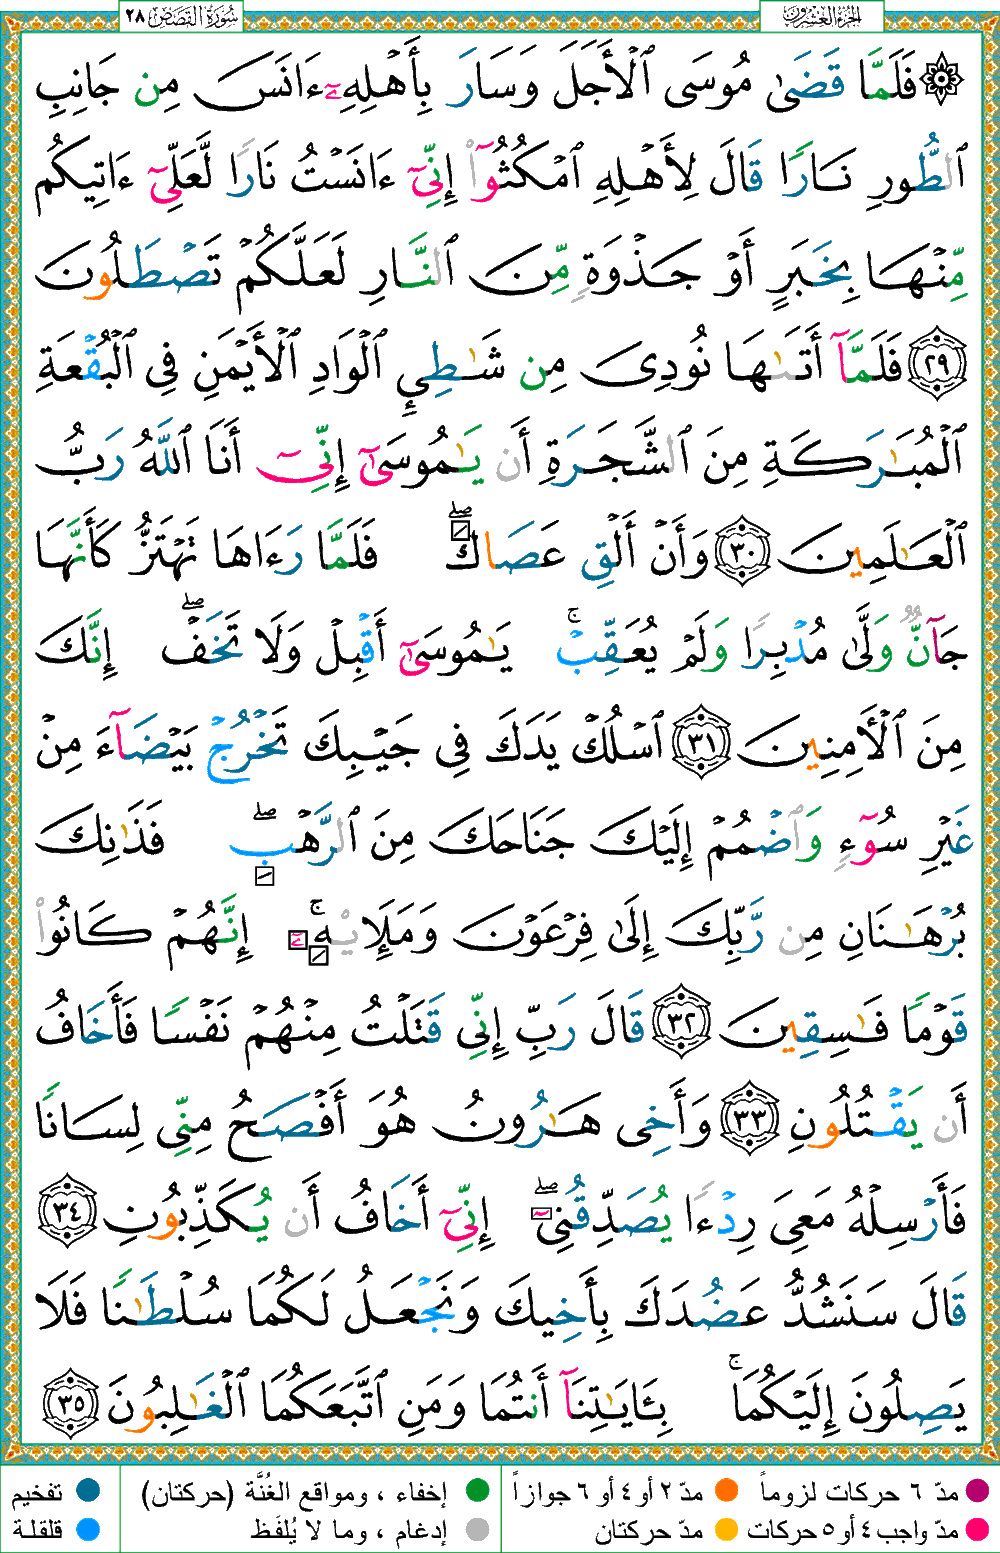 سُورَةُ القَصَص ٢٨
الجزء العشرون
۞ فَلَمَّا قَضَىٰ مُوسَى ٱلْأَجَلَ وَسَارَ بِأَهْلِهِۦٓ ءَانَسَ مِن جَانِبِ
ٱلطُّورِ نَارًا قَالَ لِأَهْلِهِ ٱمْكُثُوٓا۟ إِنِّىٓ ءَانَسْتُ نَارًا لَّعَلِّىٓ ءَاتِيكُم
مِّنْهَا بِخَبَرٍ أَوْ جَذْوَةٍ مِّنَ ٱلنَّارِ لَعَلَّكُمْ تَصْطَلُونَ
٢٩ فَلَمَّآ أَتَىٰهَا نُودِىَ مِن شَٰطِئِ ٱلْوَادِ ٱلْأَيْمَنِ فِى ٱلْبُقْعَةِ
ٱلْمُبَٰرَكَةِ مِنَ ٱلشَّجَرَةِ أَن يَٰمُوسَىٰٓ إِنِّىٓ أَنَا ٱللَّهُ رَبُّ
ٱلْعَٰلَمِينَ ٣٠ وَأَنْ أَلْقِ عَصَاكَ ۖ فَلَمَّا رَءَاهَا تَهْتَزُّ كَأَنَّهَا
جَآنٌّ وَلَّىٰ مُدْبِرًا وَلَمْ يُعَقِّبْ ۚ يَٰمُوسَىٰٓ أَقْبِلْ وَلَا تَخَفْ ۖ إِنَّكَ
مِنَ ٱلْأَمِنِينَ ٣١ ٱسْلُكْ يَدَكَ فِى جَيْبِكَ تَخْرُجْ بَيْضَآءَ مِنْ
غَيْرِ سُوٓءٍ وَٱضْمُمْ إِلَيْكَ جَنَاحَكَ مِنَ ٱلرَّهْبِ ۖ فَذَٰنِكَ
بُرْهَٰنَانِ مِن رَّبِّكَ إِلَىٰ فِرْعَوْنَ وَمَلَإِي۟هِۦٓ ۚ إِنَّهُمْ كَانُوا۟
قَوْمًا فَٰسِقِينَ ٣٢ قَالَ رَبِّ إِنِّى قَتَلْتُ مِنْهُمْ نَفْسًا فَأَخَافُ
أَن يَقْتُلُونِ ٣٣ وَأَخِى هَٰرُونُ هُوَ أَفْصَحُ مِنِّى لِسَانًا
فَأَرْسِلْهُ مَعِىَ رِدْءًا يُصَدِّقُنِىٓ ۖ إِنِّىٓ أَخَافُ أَن يُكَذِّبُونِ ٣٤
قَالَ سَنَشُدُّ عَضُدَكَ بِأَخِيكَ وَنَجْعَلُ لَكُمَا سُلْطَٰنًا فَلَا
يَصِلُونَ إِلَيْكُمَا ۚ بِـَٔايَٰتِنَآ أَنتُمَا وَمَنِ ٱتَّبَعَكُمَا ٱلْغَٰلِبُونَ ٣٥
مدّ ٦ حركات لزوماً مدّ ٢ أو ٤ أو ٦ جوازاً إخفاء ، ومواقع الغُنَّة (حركتان) تفخيم
مدّ واجب ٤ أو ٥ حركات مدّ حركتان إدغام ، وما لا يُلفَظ قلقلة